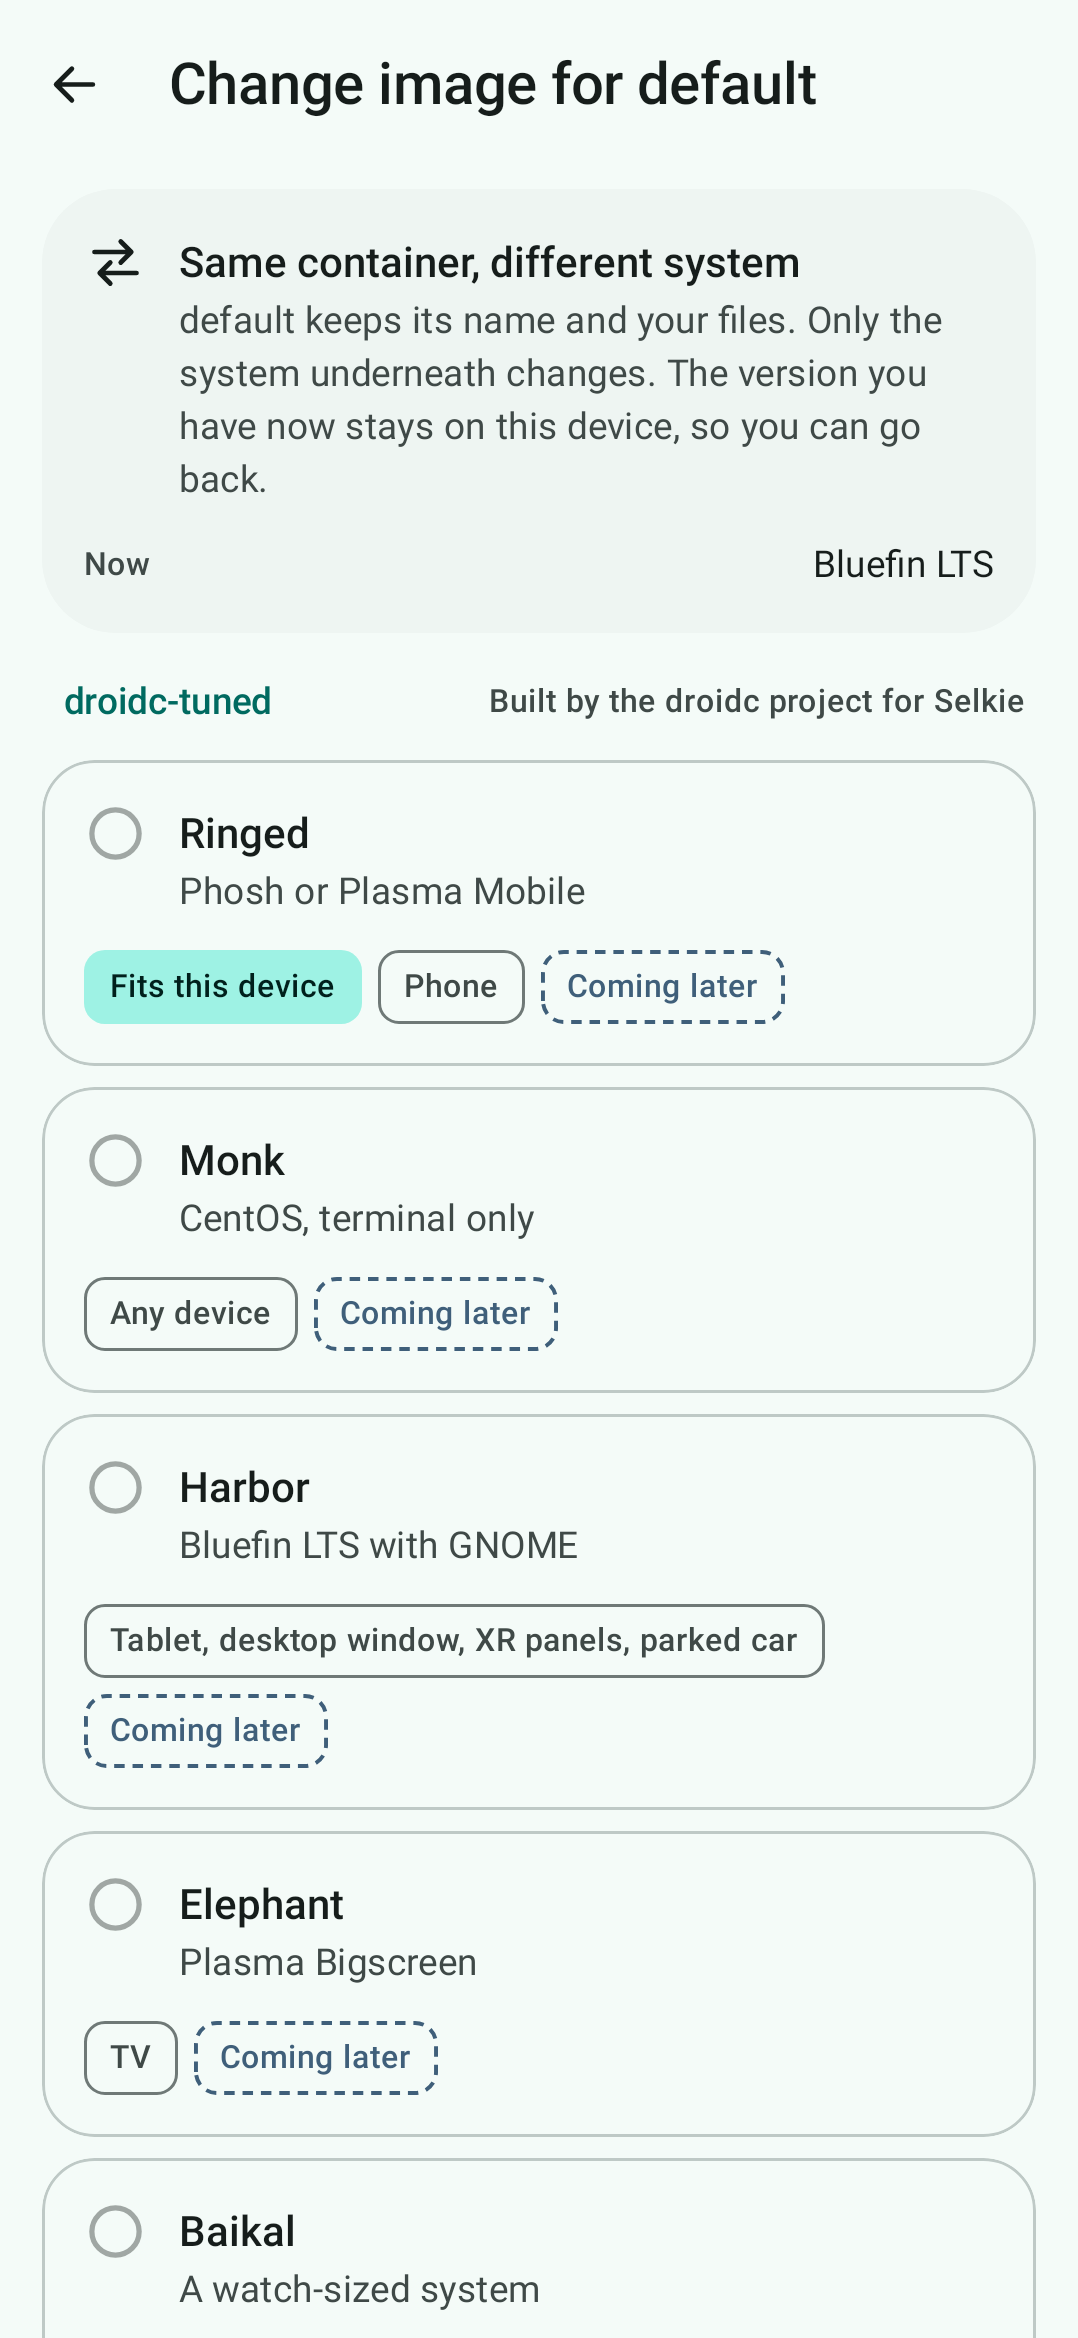 Change image for default
Same container, different system
default keeps its name and your files. Only the
system underneath changes. The version you
have now stays on this device, so you can go
back.
Now Bluefin LTS
droidc-tuned Built by the droidc project for Selkie
Ringed
Phosh or Plasma Mobile
Fits this device Phone Coming later
Monk
CentOS, terminal only
Any device Coming later
Harbor
Bluefin LTS with GNOME
Tablet, desktop window, XR panels, parked car
Coming later
Elephant
Plasma Bigscreen
TV Coming later
Baikal
A watch-sized system